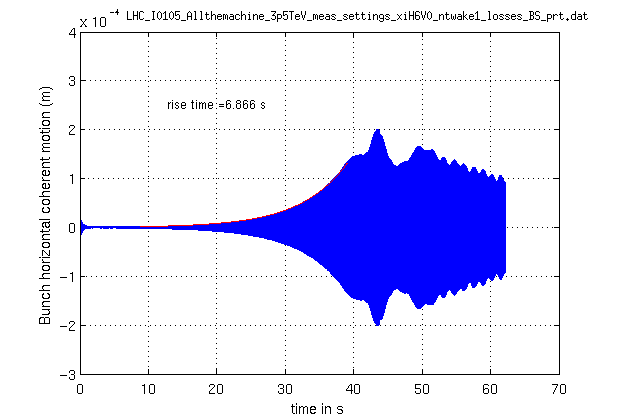 x 10⁻⁴ LHC_I0105_Allthemachine_3p5TeV_meas_settings_xiH6V0_ntwake1_losses_BS_prt.dat
4
3
2
1
0
−1
−2
−3
Bunch horizontal coherent motion (m)
rise time =6.866 s
0 10 20 30 40 50 60 70
time in s